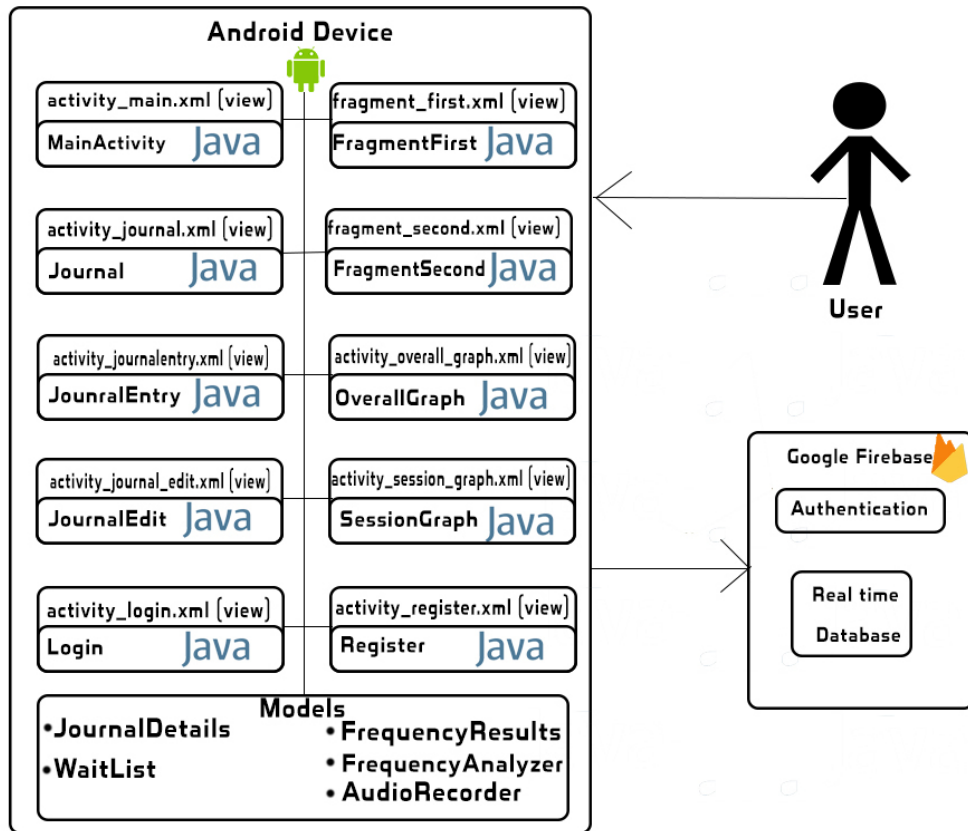 Android Device
activity_main.xml (view)
MainActivity Java
fragment_first.xml (view)
FragmentFirst Java
activity_journal.xml (view)
Journal Java
fragment_second.xml (view)
FragmentSecond Java
activity_journalentry.xml (view)
JounralEntry Java
activity_overall_graph.xml (view)
OverallGraph Java
activity_journal_edit.xml (view)
JournalEdit Java
activity_session_graph.xml (view)
SessionGraph Java
activity_login.xml (view)
Login Java
activity_register.xml (view)
Register Java
Models
•JournalDetails
•WaitList
• FrequencyResults
• FrequencyAnalyzer
• AudioRecorder
User
Google Firebase
Authentication
Real time
Database